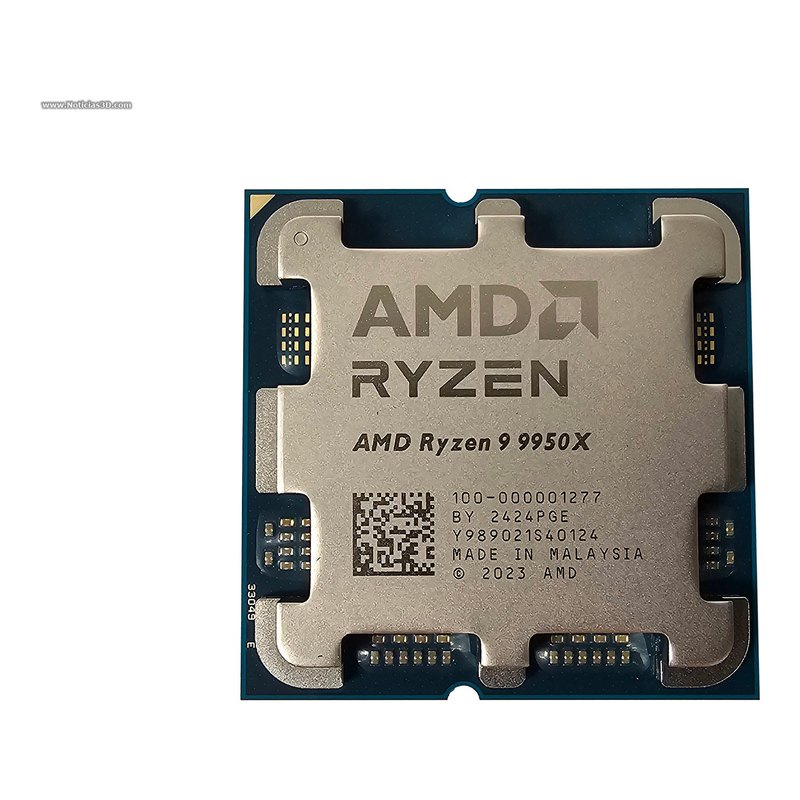 www.Noticias3D.com
AMD
RYZEN
AMD Ryzen 9 9950X
100-000001277
BY 2424PGE
Y989021S40124
MADE IN MALAYSIA
© 2023 AMD
33049 E